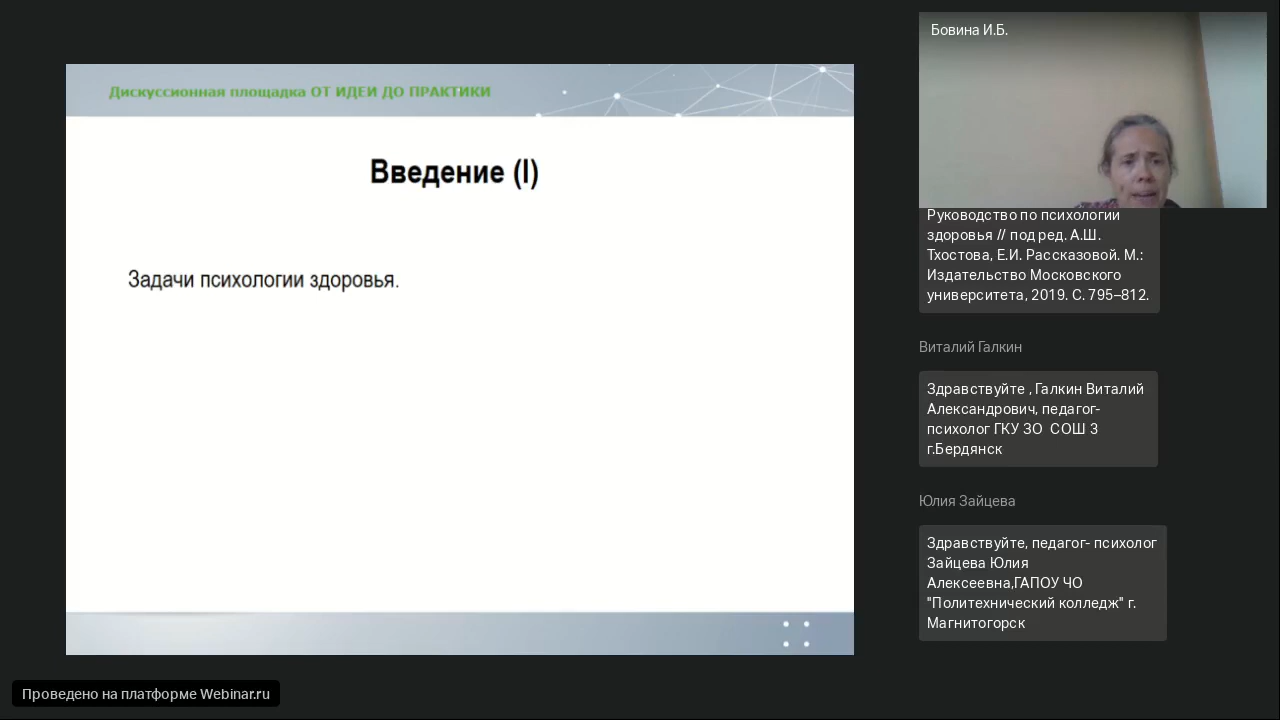 Дискуссионная площадка ОТ ИДЕИ ДО ПРАКТИКИ
Введение (I)
Задачи психологии здоровья.
Бовина И.Б.
Руководство по психологии
здоровья // под ред. А.Ш.
Тхостова, Е.И. Рассказовой. М.:
Издательство Московского
университета, 2019. С. 795–812.
Виталий Галкин
Здравствуйте , Галкин Виталий
Александрович, педагог-
психолог ГКУ ЗО СОШ 3
г.Бердянск
Юлия Зайцева
Здравствуйте, педагог- психолог
Зайцева Юлия
Алексеевна,ГАПОУ ЧО
"Политехнический колледж" г.
Магнитогорск
Проведено на платформе Webinar.ru